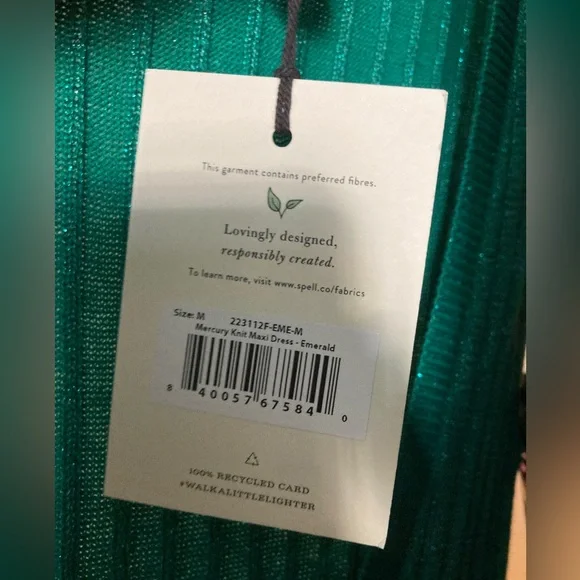 This garment contains preferred fibres.
Lovingly designed,
responsibly created.
To learn more, visit www.spell.co/fabrics
Size: M 223112F-EME-M
Mercury Knit Maxi Dress - Emerald
8 40057 67584 0
100% RECYCLED CARD
#WALKALITTLELIGHTER